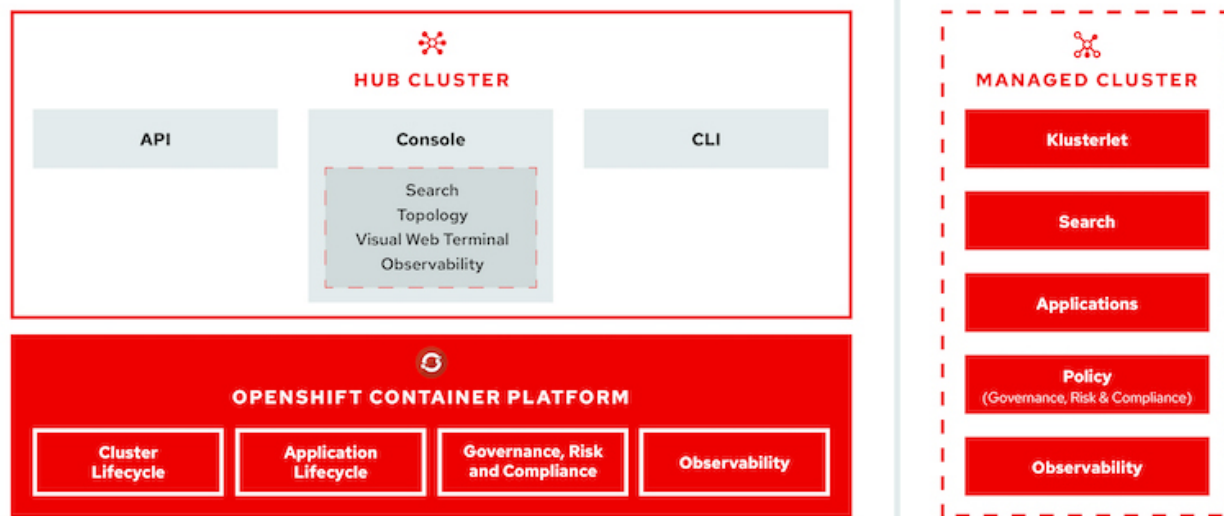 HUB CLUSTER
API
Console
Search
Topology
Visual Web Terminal
Observability
CLI
OPENSHIFT CONTAINER PLATFORM
Cluster
Lifecycle
Application
Lifecycle
Governance, Risk
and Compliance
Observability
MANAGED CLUSTER
Klusterlet
Search
Applications
Policy
(Governance, Risk & Compliance)
Observability